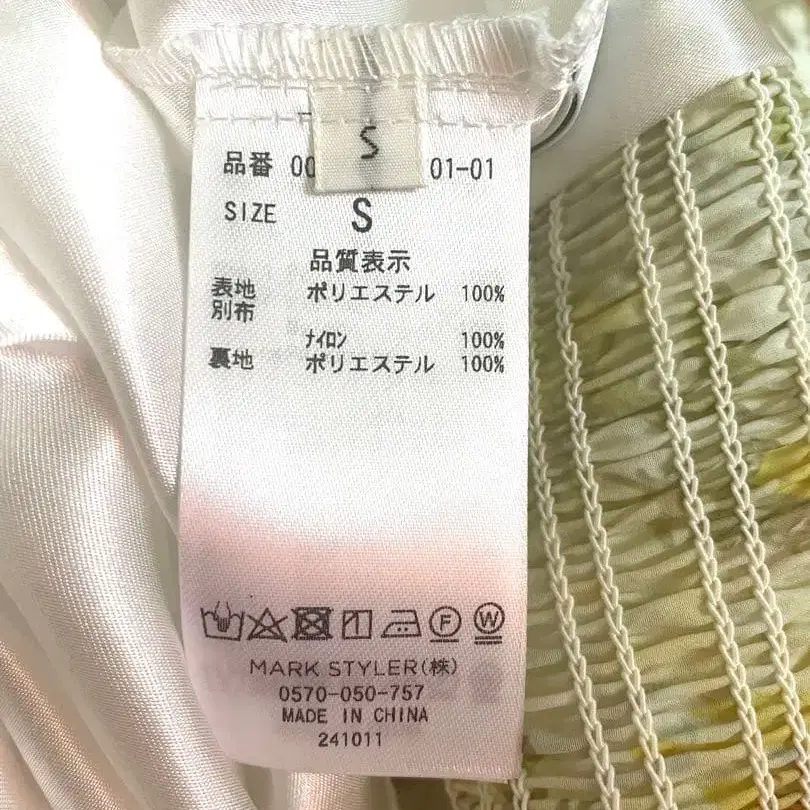 S
品番 00 01-01
SIZE S
品質表示
表地 ポリエステル 100%
別布
ナイロン 100%
裏地 ポリエステル 100%
F W
MARK STYLER(株)
0570-050-757
MADE IN CHINA
241011